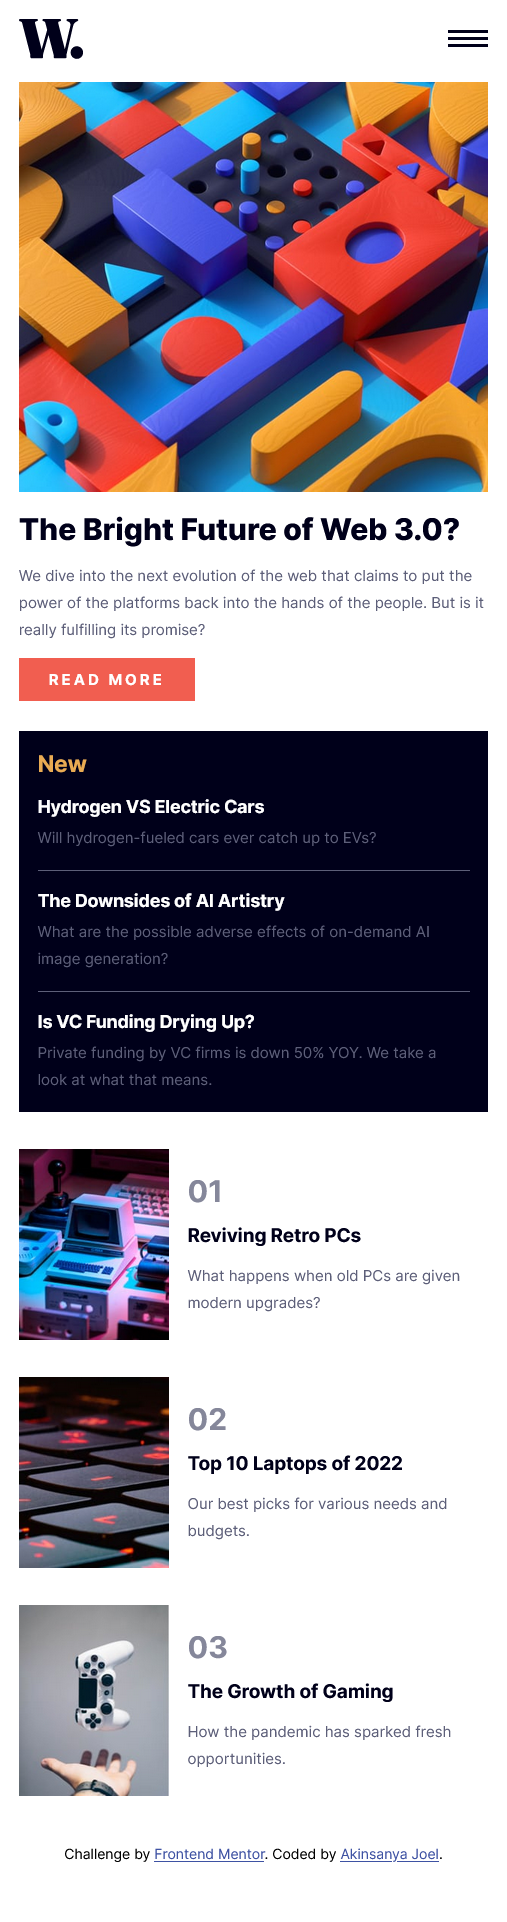 W.
The Bright Future of Web 3.0?
We dive into the next evolution of the web that claims to put the
power of the platforms back into the hands of the people. But is it
really fulfilling its promise?
READ MORE
New
Hydrogen VS Electric Cars
Will hydrogen-fueled cars ever catch up to EVs?
The Downsides of AI Artistry
What are the possible adverse effects of on-demand AI
image generation?
Is VC Funding Drying Up?
Private funding by VC firms is down 50% YOY. We take a
look at what that means.
01
Reviving Retro PCs
What happens when old PCs are given
modern upgrades?
02
Top 10 Laptops of 2022
Our best picks for various needs and
budgets.
03
The Growth of Gaming
How the pandemic has sparked fresh
opportunities.
Challenge by Frontend Mentor. Coded by Akinsanya Joel.